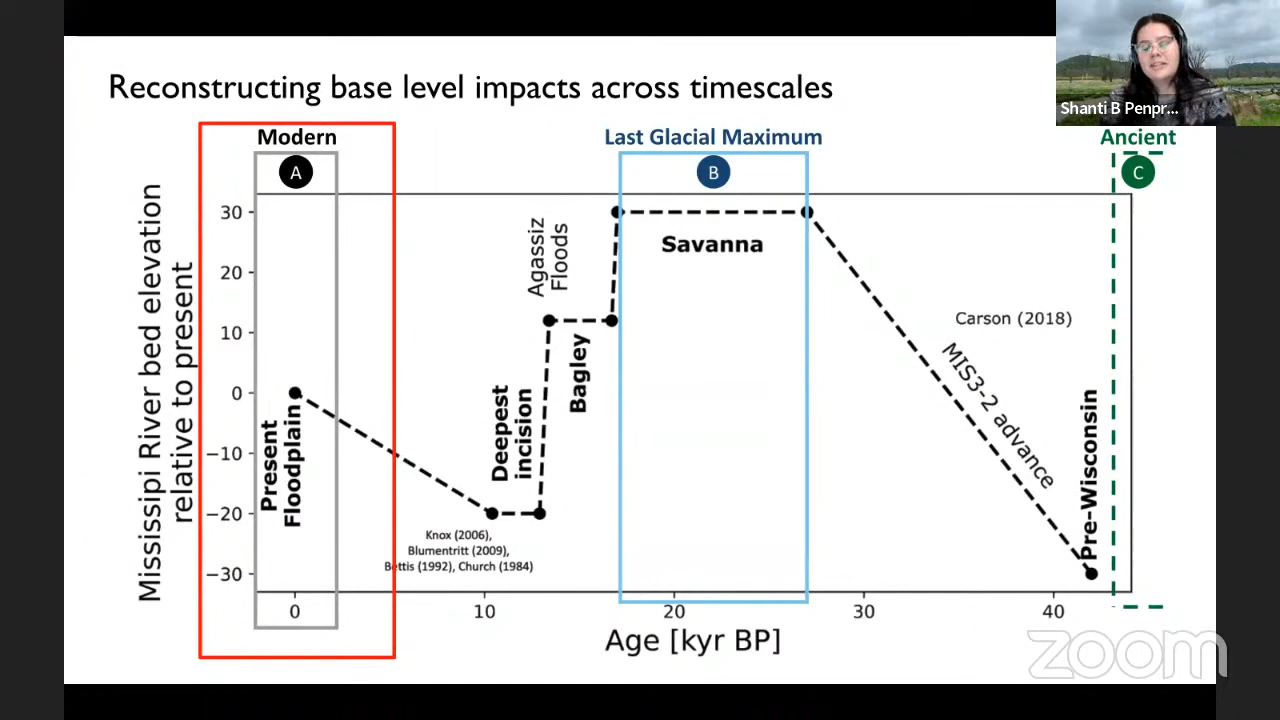 Reconstructing base level impacts across timescales
Shanti B Penpr...
Modern
Last Glacial Maximum
Ancient
A
B
C
Mississipi River bed elevation
relative to present
30
20
10
0
−10
−20
−30
Present
Floodplain
Deepest
incision
Agassiz
Floods
Bagley
Savanna
Carson (2018)
MIS3-2 advance
Pre-Wisconsin
Knox (2006),
Blumentritt (2009),
Bettis (1992), Church (1984)
0
10
20
30
40
Age [kyr BP]
zoom